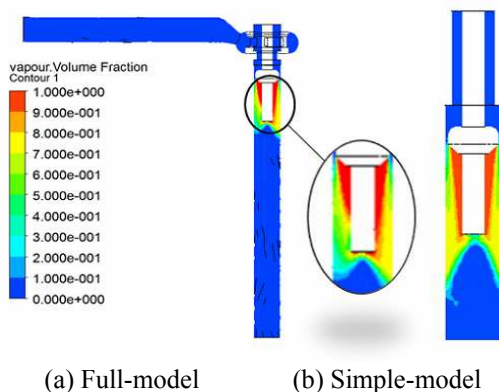 vapour.Volume Fraction
Contour 1
1.000e+000
9.000e-001
8.000e-001
7.000e-001
6.000e-001
5.000e-001
4.000e-001
3.000e-001
2.000e-001
1.000e-001
0.000e+000
(a) Full-model (b) Simple-model